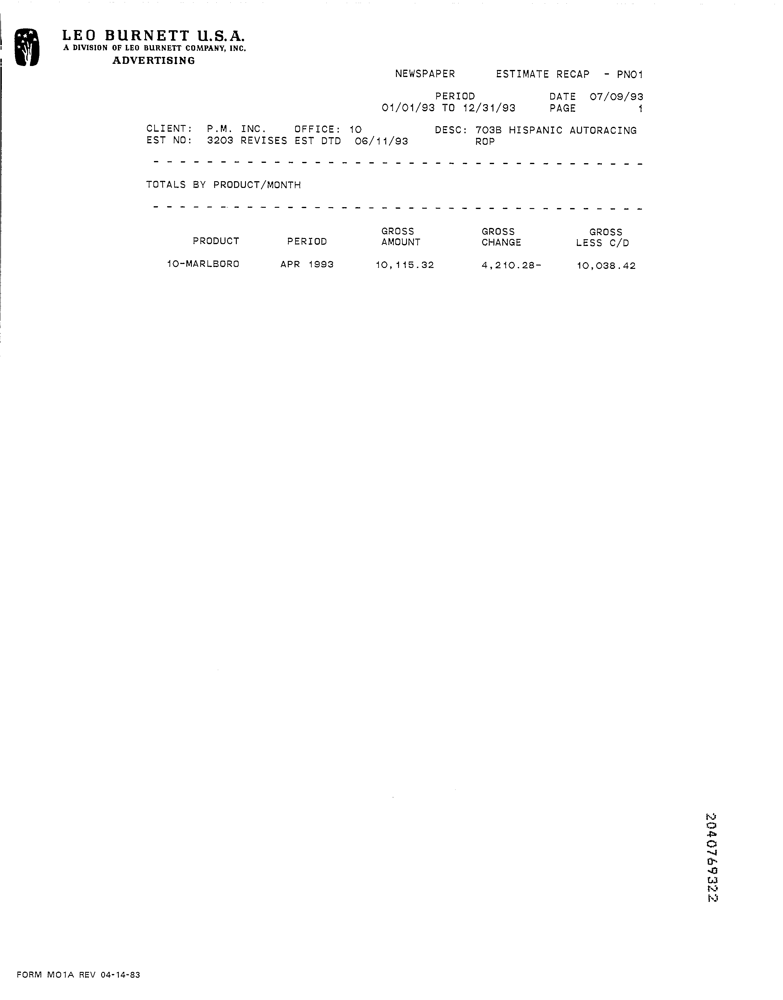 LEO BURNETT U.S.A.
A DIVISION OF LEO BURNETT COMPANY, INC.
ADVERTISING
NEWSPAPER ESTIMATE RECAP - PN01
PERIOD DATE 07/09/93
01/01/93 TO 12/31/93 PAGE 1
CLIENT: P.M. INC. OFFICE: 10 DESC: 703B HISPANIC AUTORACING
EST NO: 3203 REVISES EST DTD 06/11/93 ROP
TOTALS BY PRODUCT/MONTH
GROSS GROSS GROSS
PRODUCT PERIOD AMOUNT CHANGE LESS C/D
10-MARLBORO APR 1993 10,115.32 4,210.28- 10,038.42
2040769322
FORM M01A REV 04-14-83